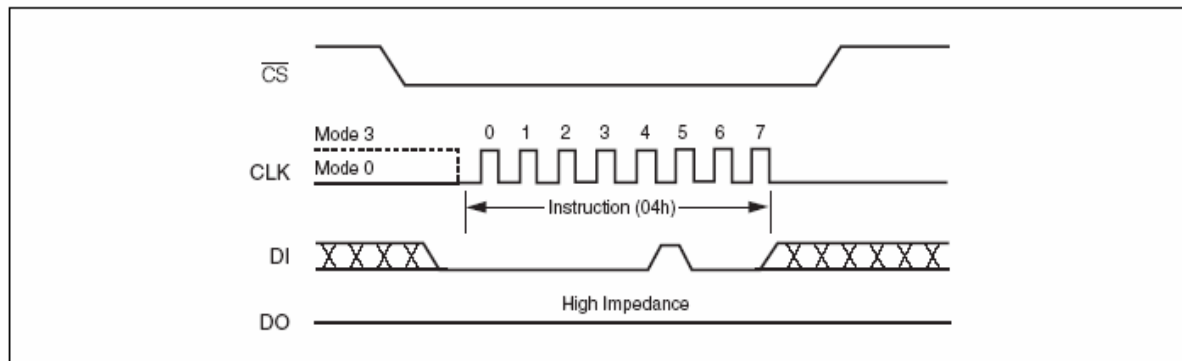 CS
Mode 3
0 1 2 3 4 5 6 7
CLK
Mode 0
Instruction (04h)
DI
High Impedance
DO